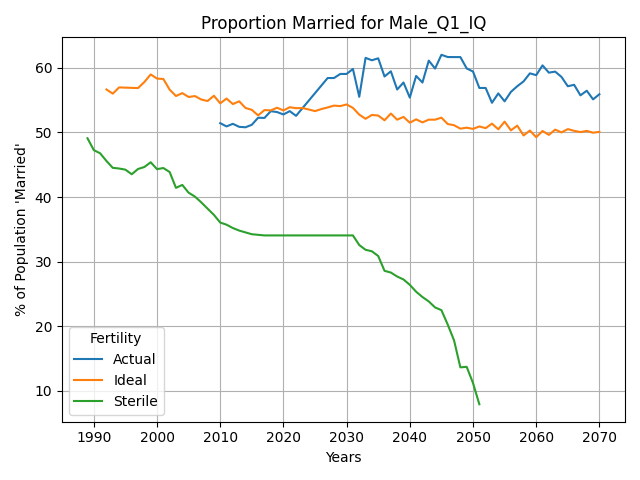 Proportion Married for Male_Q1_IQ
% of Population 'Married'
60
50
40
30
20
10
Fertility
Actual
Ideal
Sterile
1990 2000 2010 2020 2030 2040 2050 2060 2070
Years